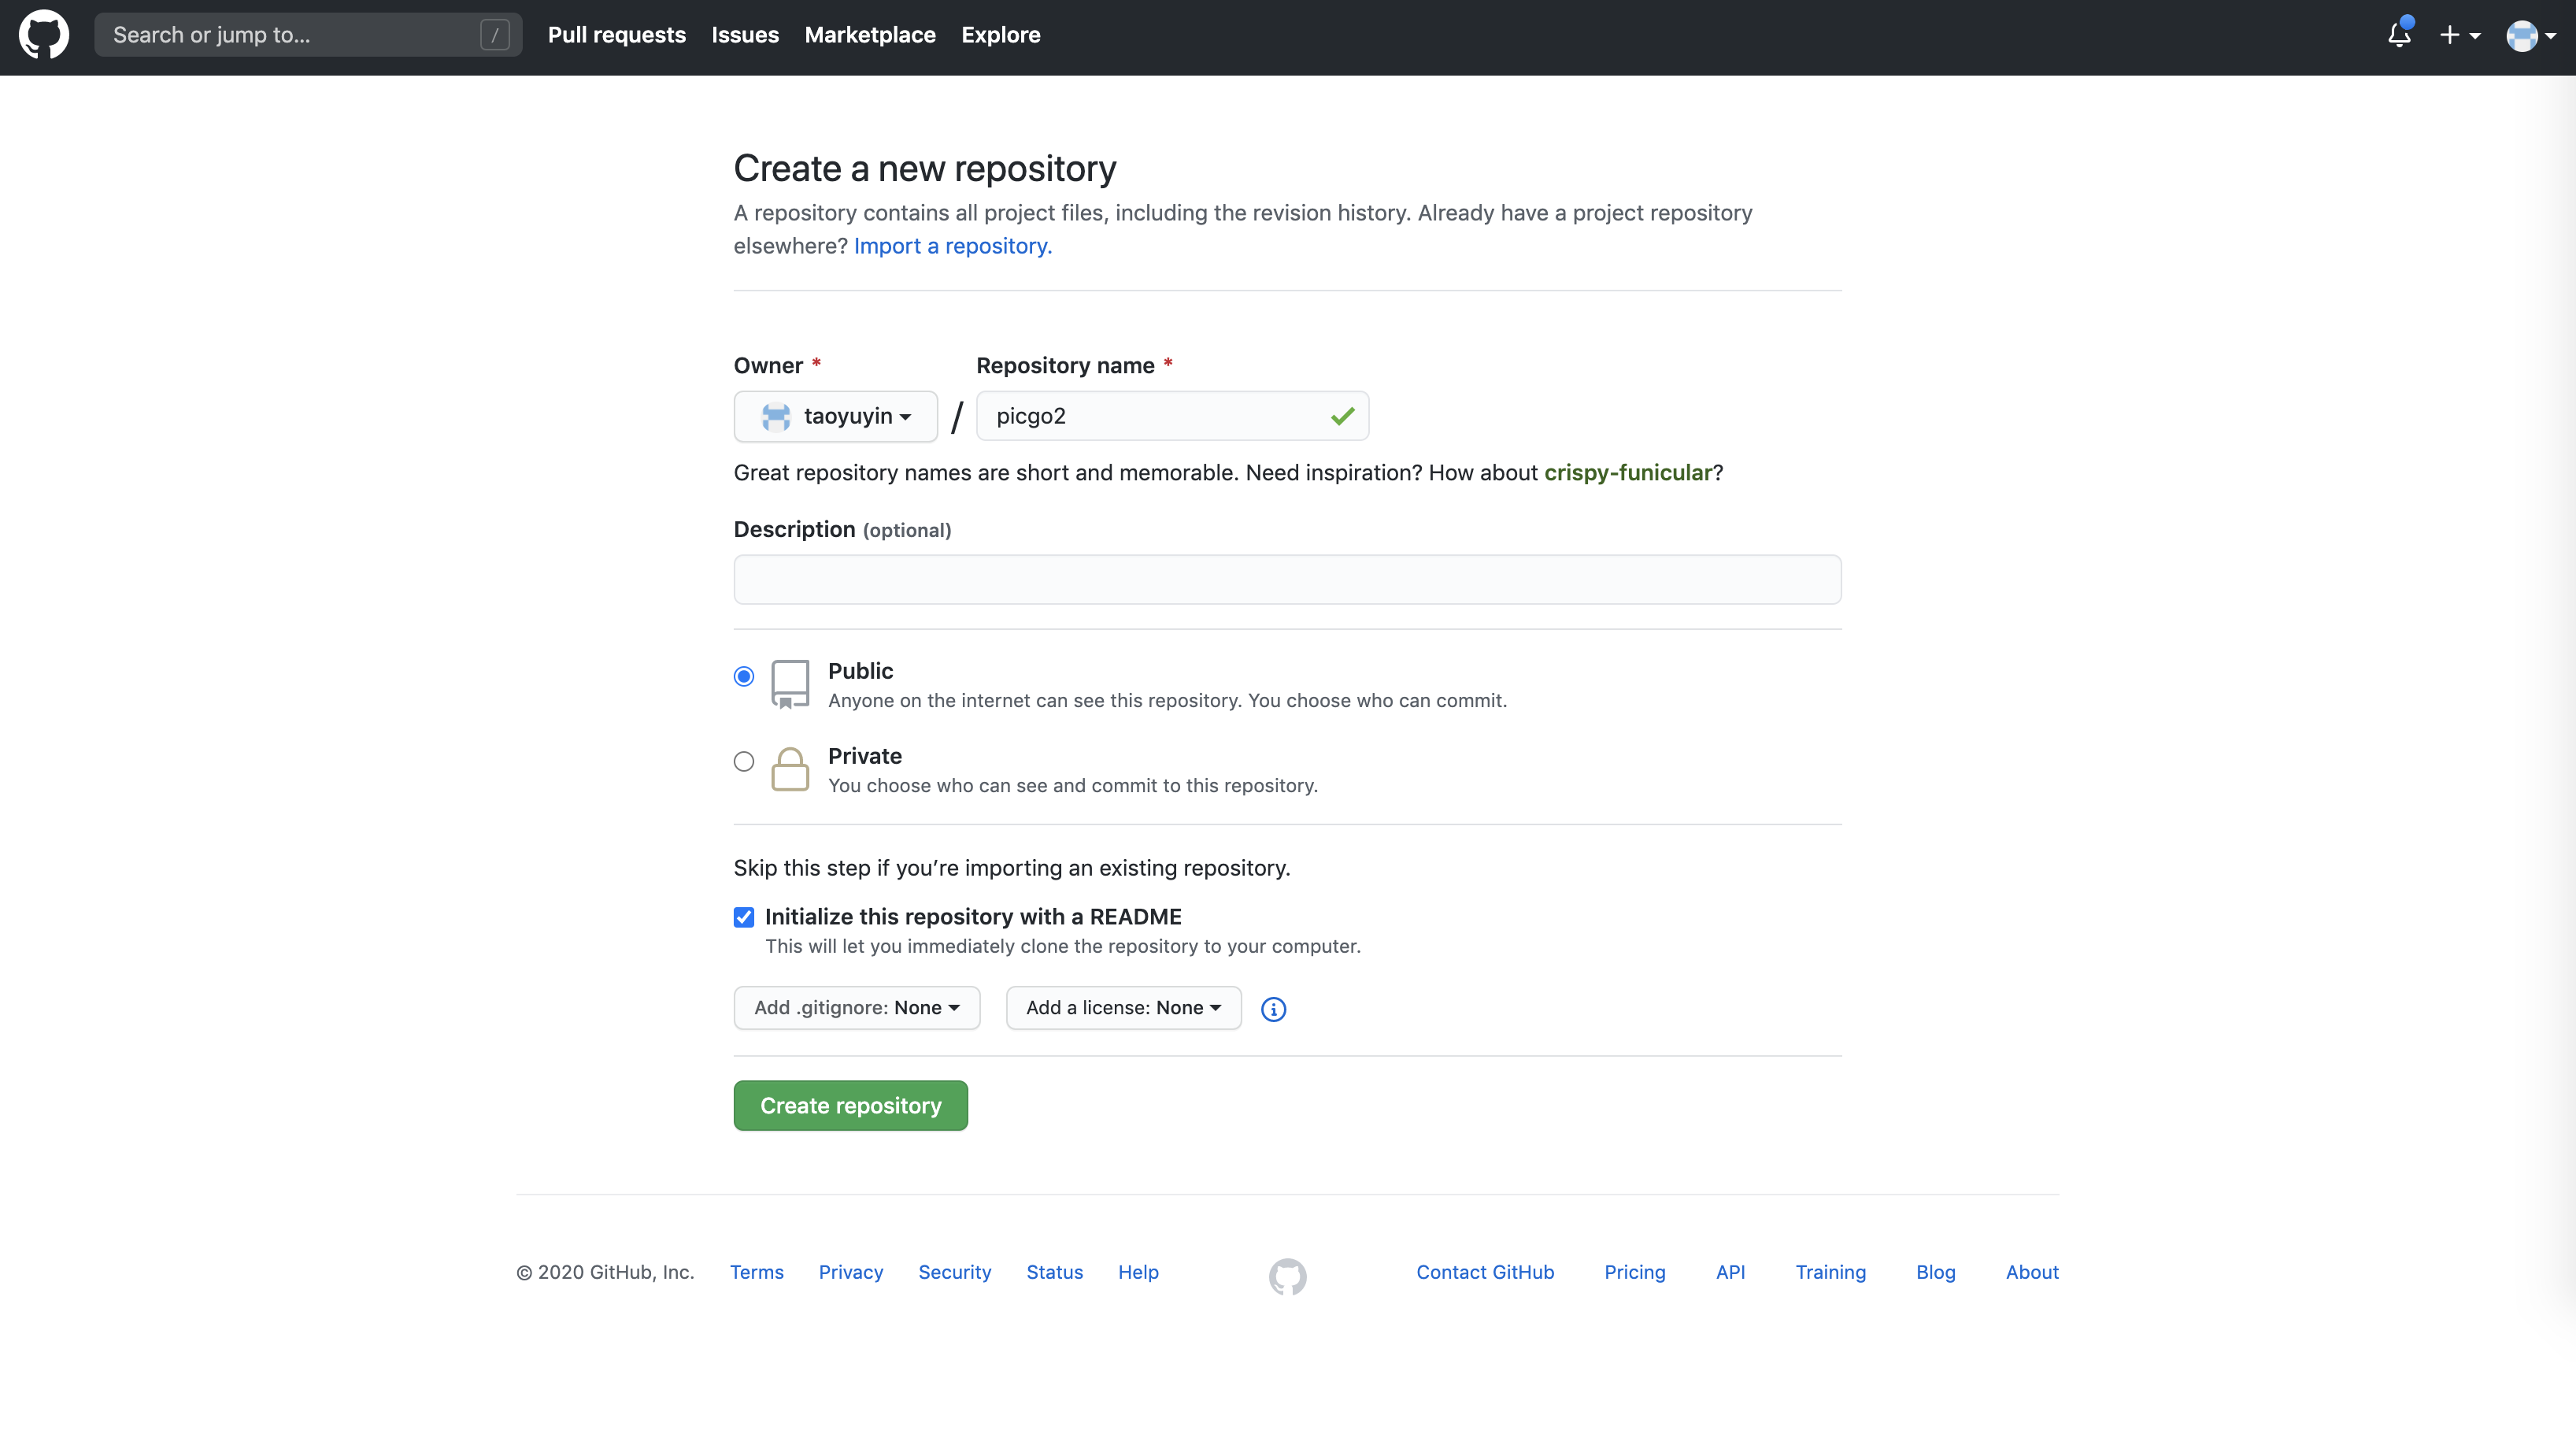 Search or jump to... /
Pull requests Issues Marketplace Explore
Create a new repository
A repository contains all project files, including the revision history. Already have a project repository
elsewhere? Import a repository.
Owner * Repository name *
taoyuyin / picgo2
Great repository names are short and memorable. Need inspiration? How about crispy-funicular?
Description (optional)
Public
Anyone on the internet can see this repository. You choose who can commit.
Private
You choose who can see and commit to this repository.
Skip this step if you’re importing an existing repository.
Initialize this repository with a README
This will let you immediately clone the repository to your computer.
Add .gitignore: None Add a license: None
Create repository
© 2020 GitHub, Inc. Terms Privacy Security Status Help Contact GitHub Pricing API Training Blog About